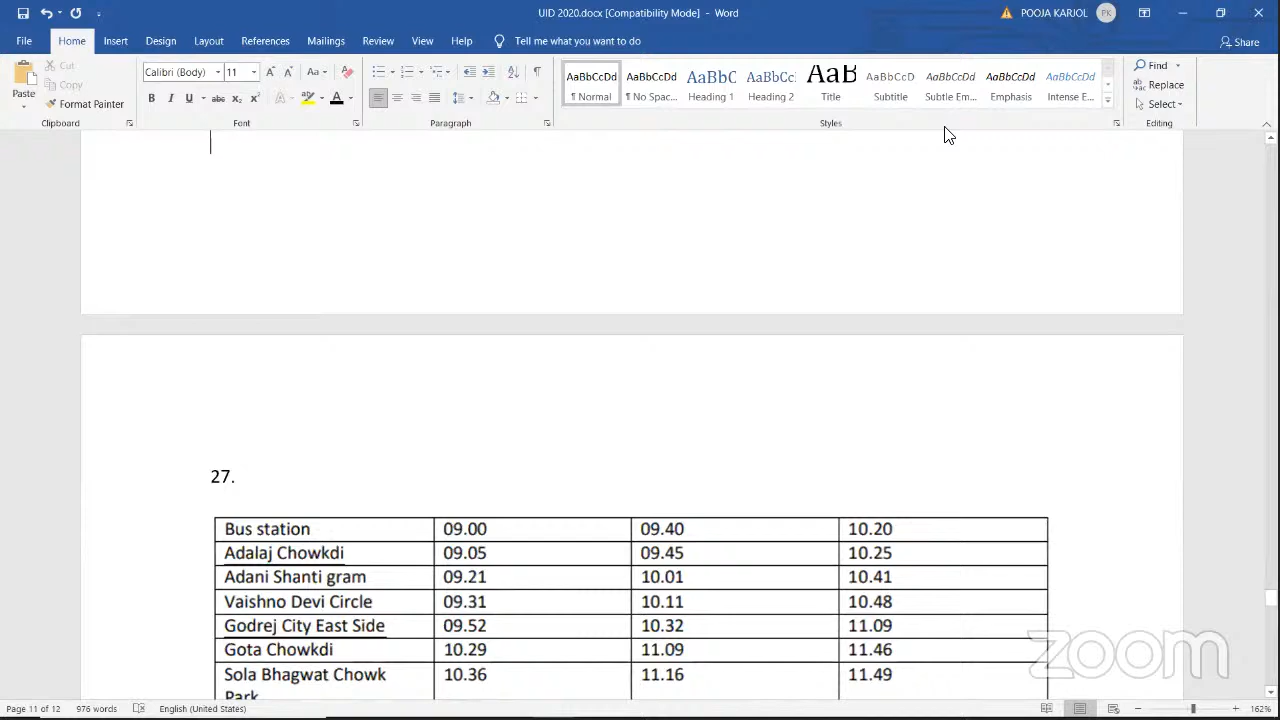 UID 2020.docx [Compatibility Mode] - Word
POOJA KARJOL PK
File Home Insert Design Layout References Mailings Review View Help Tell me what you want to do Share
Paste
Cut
Copy
Format Painter
Clipboard
Calibri (Body) 11 A A Aa A
B I U abc X₂ X² A A
Font
Paragraph
AaBbCcDd AaBbCcDd AaBbC AaBbCc AaB AaBbCcD AaBbCcDd AaBbCcDd AaBbCcDd
¶ Normal ¶ No Spac... Heading 1 Heading 2 Title Subtitle Subtle Em... Emphasis Intense E...
Styles
Find
Replace
Select
Editing
27.
Bus station 09.00 09.40 10.20
Adalaj Chowkdi 09.05 09.45 10.25
Adani Shanti gram 09.21 10.01 10.41
Vaishno Devi Circle 09.31 10.11 10.48
Godrej City East Side 09.52 10.32 11.09
Gota Chowkdi 10.29 11.09 11.46
Sola Bhagwat Chowk 10.36 11.16 11.49
Park
zoom
Page 11 of 12 976 words English (United States) 162%